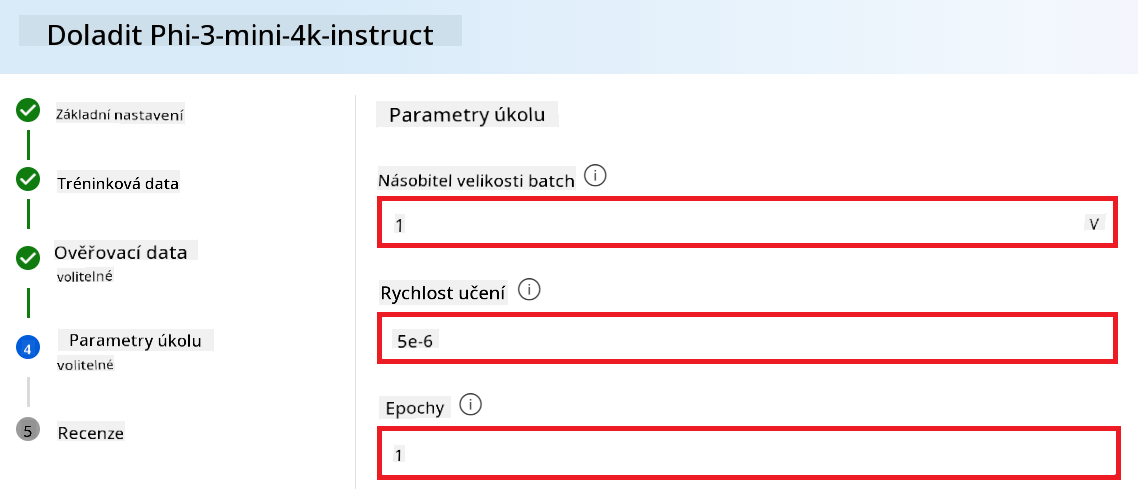 Doladit Phi-3-mini-4k-instruct
Základní nastavení
Tréninková data
Ověřovací data
volitelné
4
Parametry úkolu
volitelné
5
Recenze
Parametry úkolu
Násobitel velikosti batch
1
V
Rychlost učení
5e-6
Epochy
1